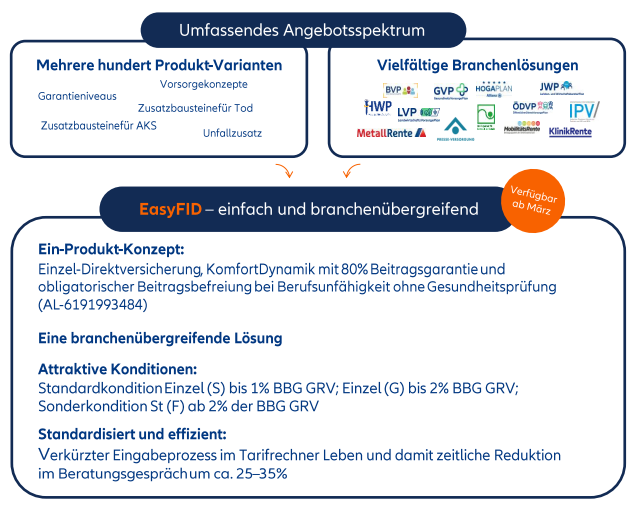 Umfassendes Angebotsspektrum
Mehrere hundert Produkt-Varianten
Vorsorgekonzepte
Garantieniveaus
Zusatzbausteinefür Tod
Zusatzbausteinefür AKS
Unfallzusatz
Vielfältige Branchenlösungen
BVP
GVP
HOGAPLAN
JWP
HWP
LVP
ÖDVP
IPV
MetallRente
PRESSE-VERSORGUNG
MobilitätsRente
KlinikRente
EasyFID – einfach und branchenübergreifend
Verfügbar
ab März
Ein-Produkt-Konzept:
Einzel-Direktversicherung, KomfortDynamik mit 80% Beitragsgarantie und
obligatorischer Beitragsbefreiung bei Berufsunfähigkeit ohne Gesundheitsprüfung
(AL-6191993484)
Eine branchenübergreifende Lösung
Attraktive Konditionen:
Standardkondition Einzel (S) bis 1% BBG GRV; Einzel (G) bis 2% BBG GRV;
Sonderkondition St (F) ab 2% der BBG GRV
Standardisiert und effizient:
Verkürzter Eingabeprozess im Tarifrechner Leben und damit zeitliche Reduktion
im Beratungsgespräch um ca. 25–35%